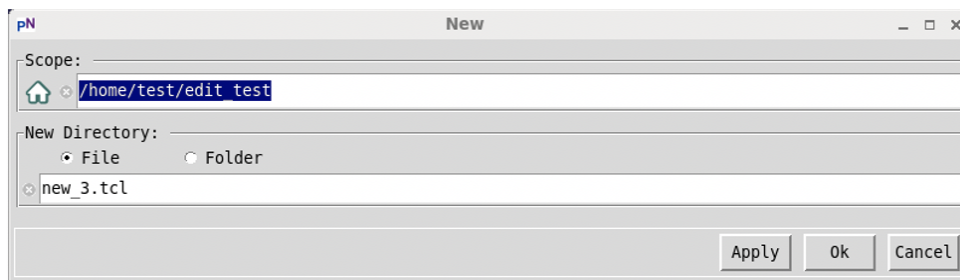 pN New
Scope:
/home/test/edit_test
New Directory:
File Folder
new_3.tcl
Apply Ok Cancel